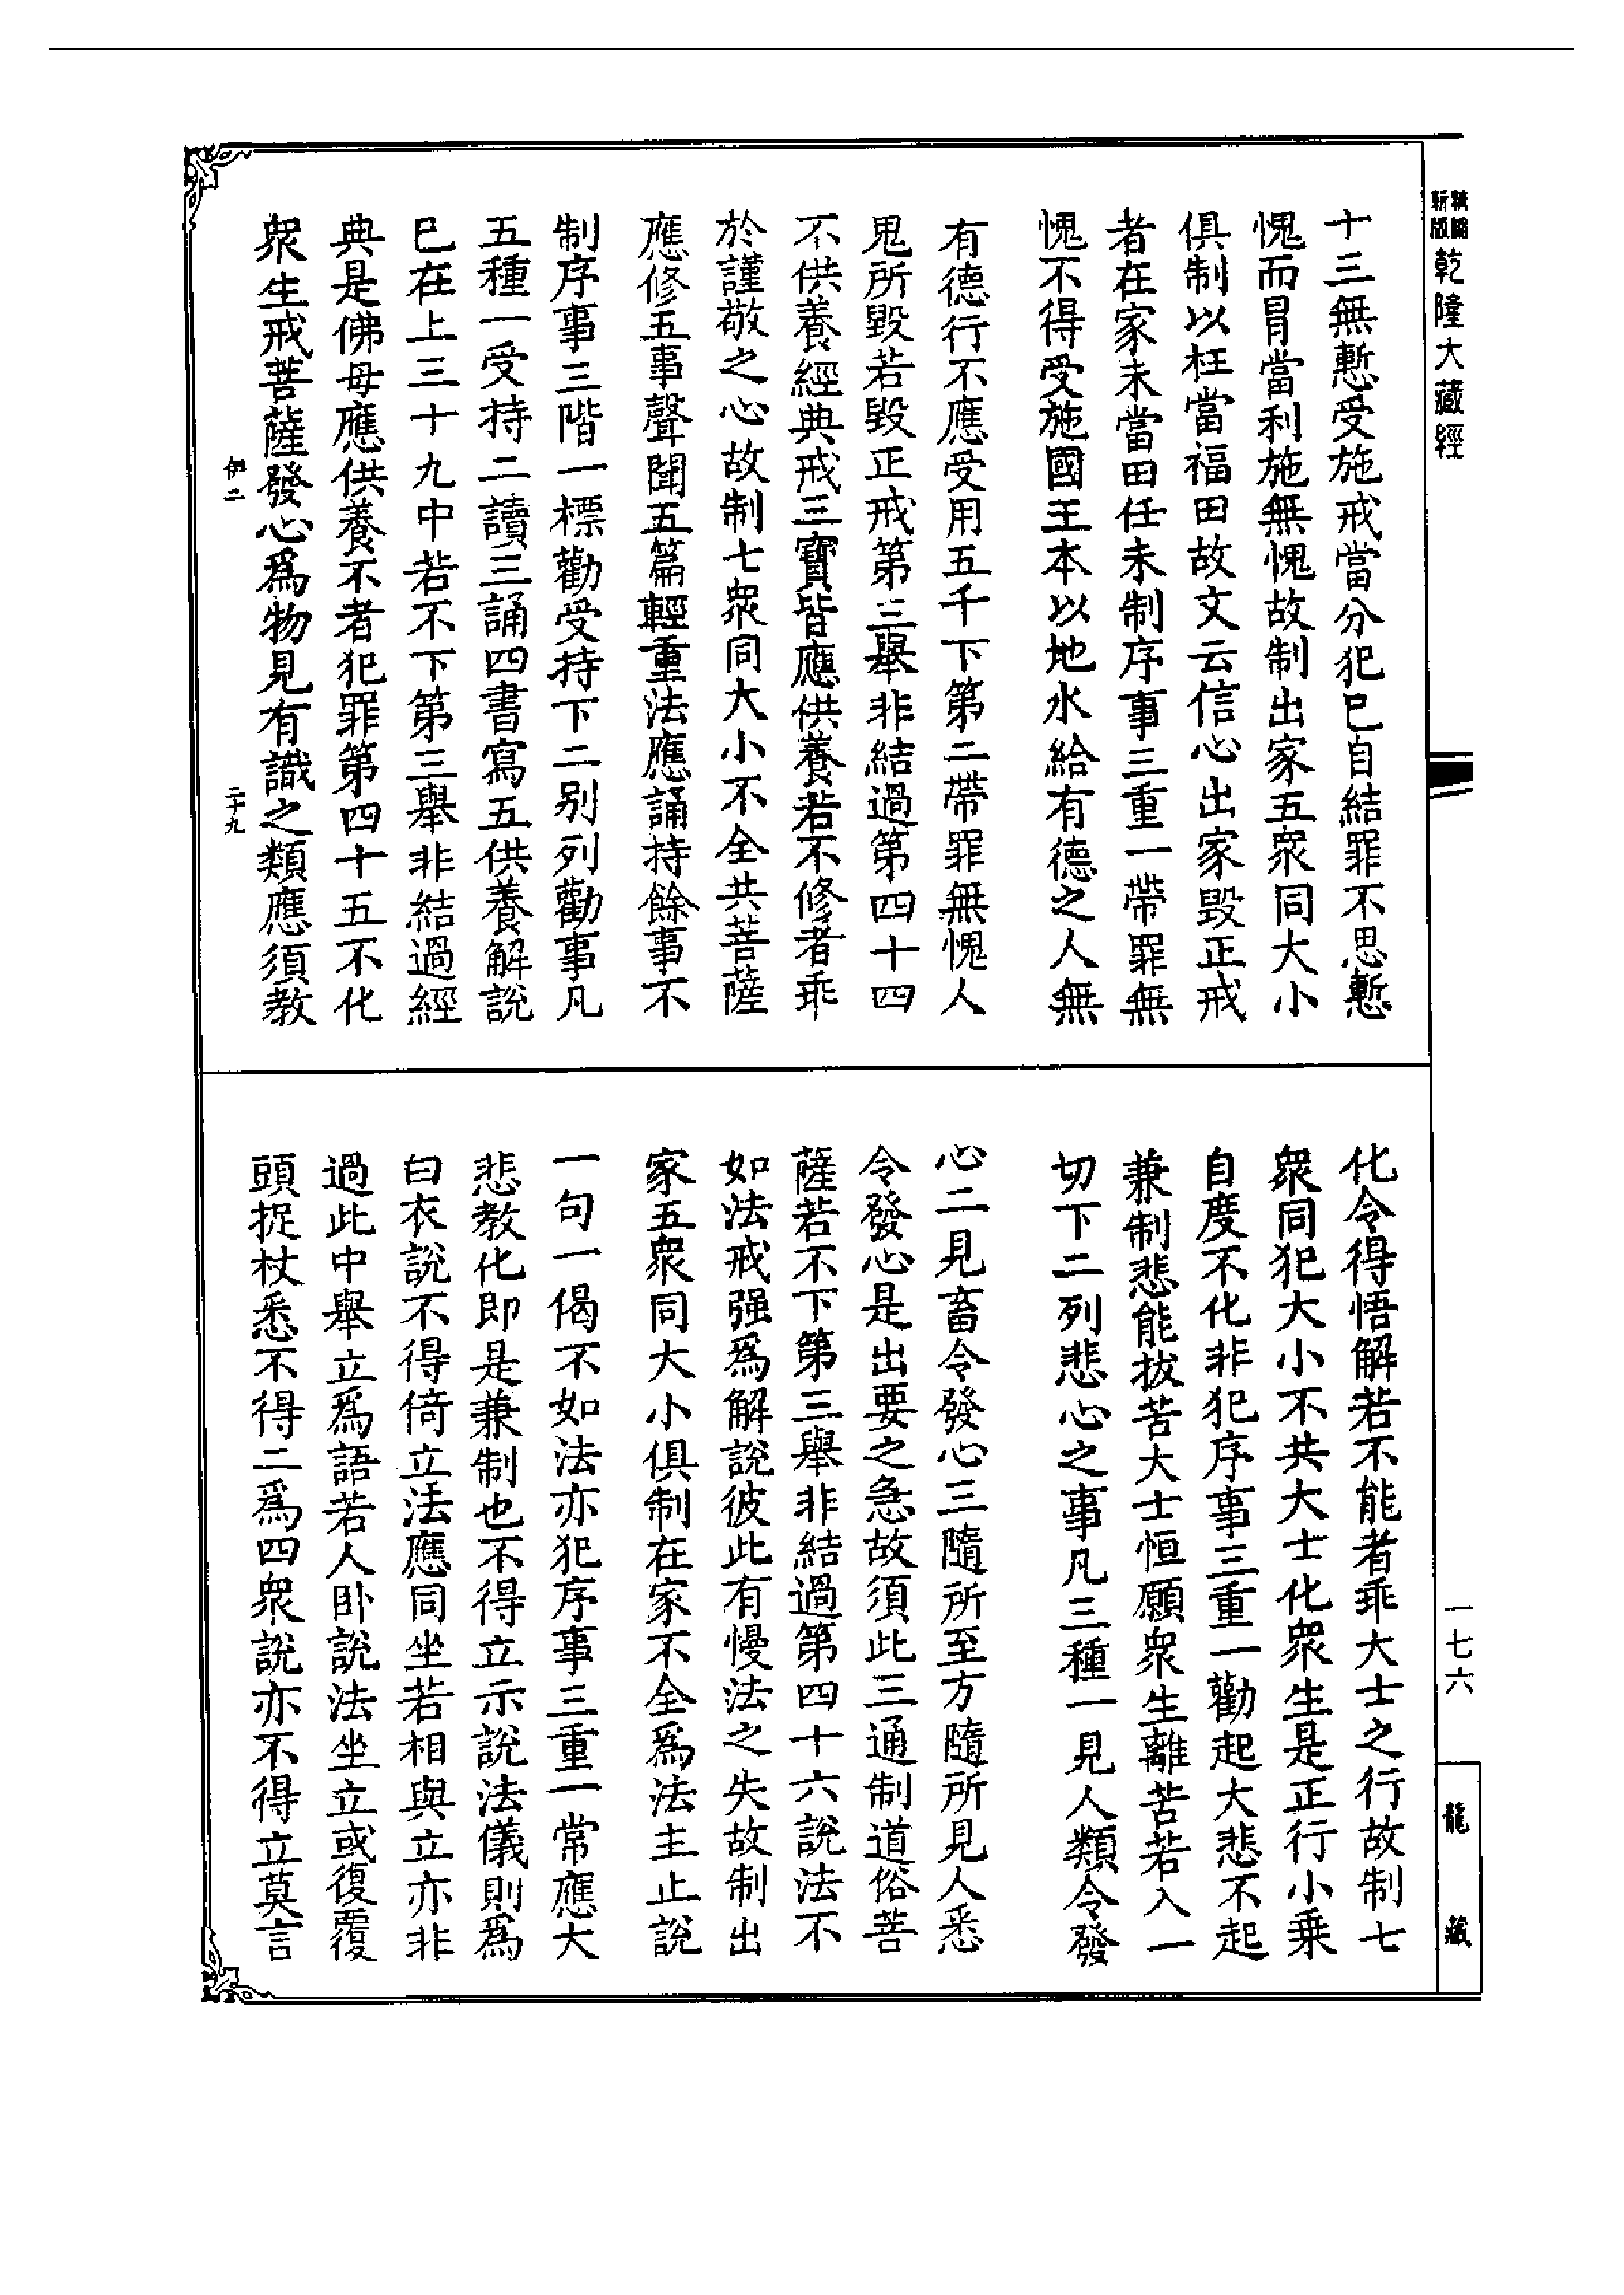 新編縮版
乾隆大藏經
十三無慙受施戒當分犯已自結罪不思慙
愧而冒當利施無愧故制出家五衆同大小
俱制以枉當福田故文云信心出家毀正戒
者在家未當田任未制序事三重一帶罪無
愧不得受施國王本以地水給有德之人無
有德行不應受用五千下第二帶罪無愧人
鬼所毀若毀正戒第三舉非結過第四十四
不供養經典戒三寶皆應供養若不修者乖
於謹敬之心故制七衆同大小不全共菩薩
應修五事聲聞五篇輕重法應誦持餘事不
制序事三階一標勸受持下二別列勸事凡
五種一受持二讀三誦四書寫五供養解說
已在上三十九中若不下第三舉非結過經
典是佛母應供養不者犯罪第四十五不化
衆生戒菩薩發心爲物見有識之類應須教
二十九
化令得悟解若不能者乖大士之行故制七
衆同犯大小不共大士化衆生是正行小乘
自度不化非犯序事三重一勸起大悲不起
兼制悲能拔苦大士恒願衆生離苦若入一
切下二列悲心之事凡三種一見人類令發
心二見畜令發心三隨所至方隨所見人悉
令發心是出要之急故須此三通制道俗菩
薩若不下第三舉非結過第四十六說法不
如法戒强爲解說彼此有慢法之失故制出
家五衆同大小俱制在家不全爲法主止說
一句一偈不如法亦犯序事三重一常應大
悲教化即是兼制也不得立示說法儀則爲
白衣說不得倚立法應同坐若相與立亦非
過此中舉立爲語若人卧說法坐立或復覆
頭捉杖悉不得二爲四衆說亦不得立莫言
一七六
龍藏